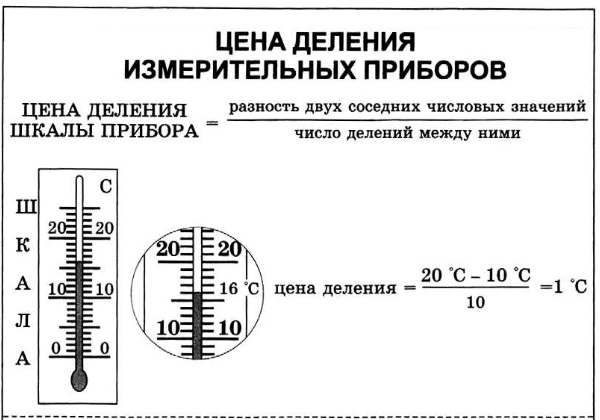 ЦЕНА ДЕЛЕНИЯ
ИЗМЕРИТЕЛЬНЫХ ПРИБОРОВ
ЦЕНА ДЕЛЕНИЯ
ШКАЛЫ ПРИБОРА = разность двух соседних числовых значений
число делений между ними
ШКАЛА
С
20 20
10 10
0 0
20 20
16 °С
10 10
цена деления = 20 °С – 10 °С
10
=1 °С